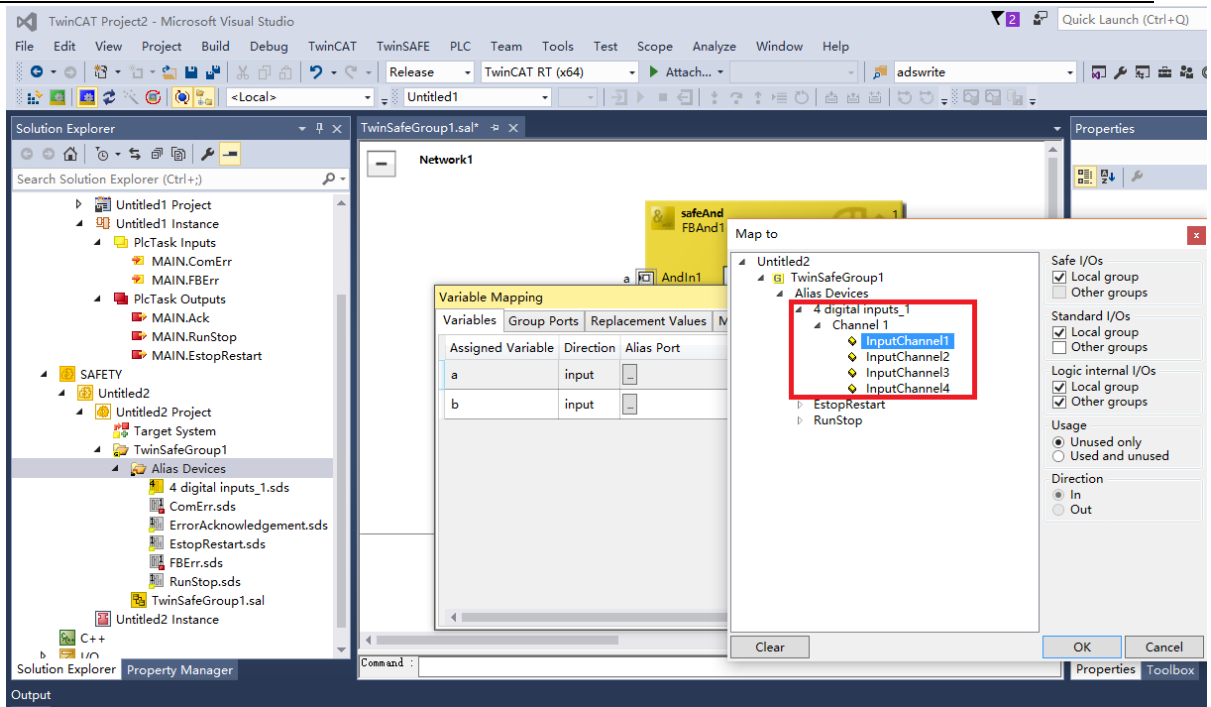 TwinCAT Project2 - Microsoft Visual Studio
2
Quick Launch (Ctrl+Q)
File Edit View Project Build Debug TwinCAT TwinSAFE PLC Team Tools Test Scope Analyze Window Help
Release TwinCAT RT (x64) Attach... adswrite
<Local> Untitled1
Solution Explorer
Search Solution Explorer (Ctrl+;)
Untitled1 Project
Untitled1 Instance
PlcTask Inputs
MAIN.ComErr
MAIN.FBErr
PlcTask Outputs
MAIN.Ack
MAIN.RunStop
MAIN.EstopRestart
SAFETY
Untitled2
Untitled2 Project
Target System
TwinSafeGroup1
Alias Devices
4 digital inputs_1.sds
ComErr.sds
ErrorAcknowledgement.sds
EstopRestart.sds
FBErr.sds
RunStop.sds
TwinSafeGroup1.sal
Untitled2 Instance
C++
I/O
Solution Explorer Property Manager
Output
TwinSafeGroup1.sal*
Network1
safeAnd
FBAnd1
1
a AndIn1
Variable Mapping
Variables Group Ports Replacement Values M
Assigned Variable Direction Alias Port
a input ...
b input ...
Command :
Map to
x
Untitled2
TwinSafeGroup1
Alias Devices
4 digital inputs_1
Channel 1
InputChannel1
InputChannel2
InputChannel3
InputChannel4
EstopRestart
RunStop
Safe I/Os
Local group
Other groups
Standard I/Os
Local group
Other groups
Logic internal I/Os
Local group
Other groups
Usage
Unused only
Used and unused
Direction
In
Out
Clear OK Cancel
Properties
Properties Toolbox